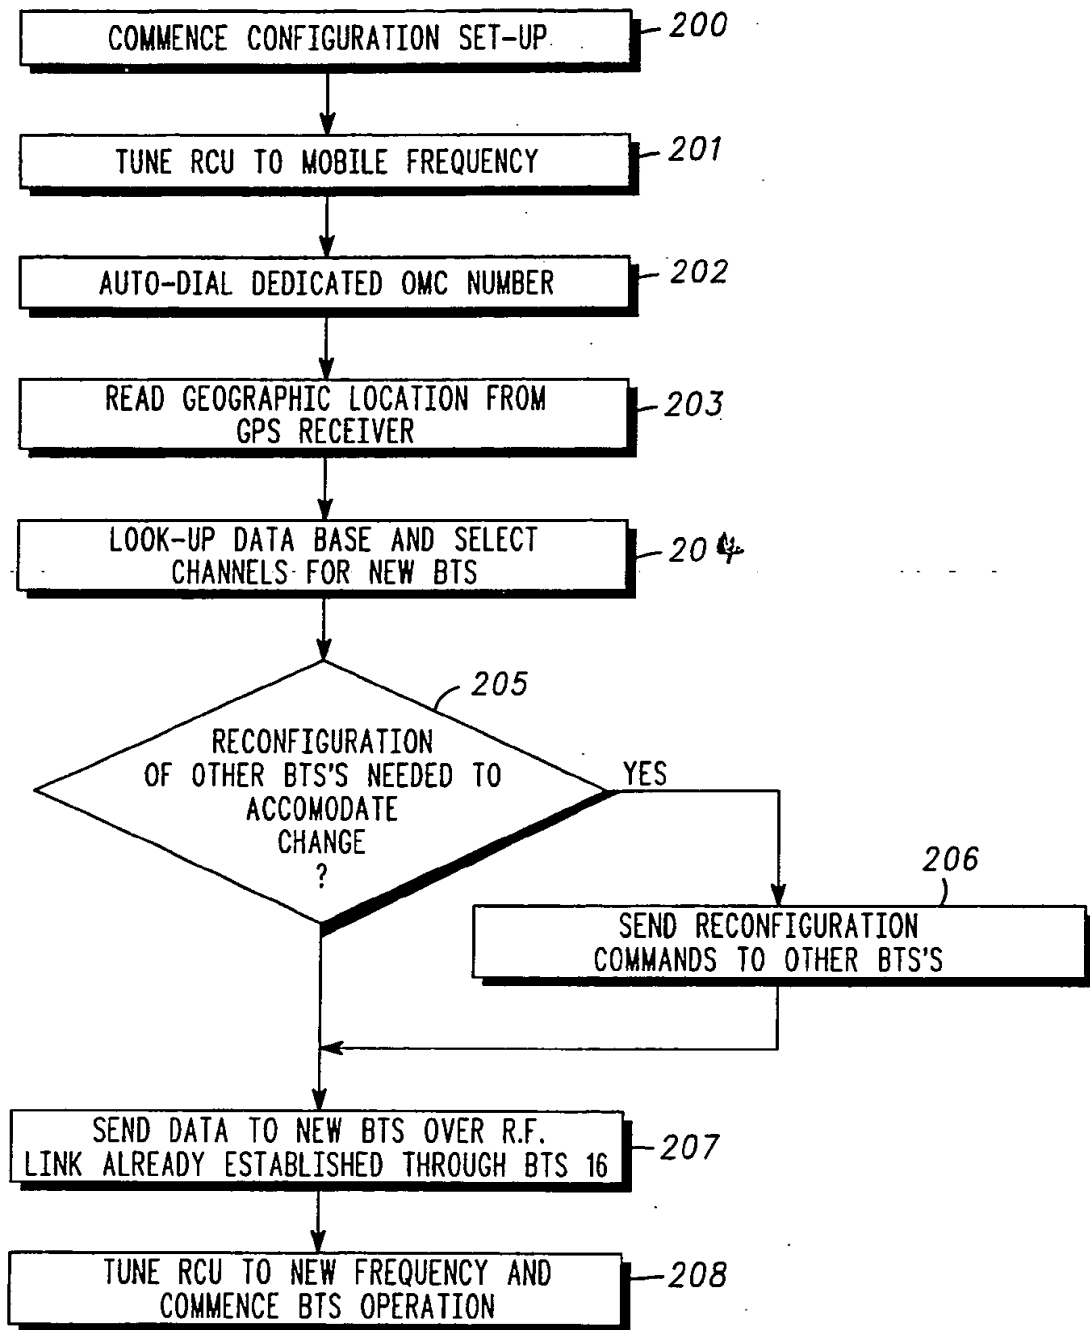 COMMENCE CONFIGURATION SET-UP
200
TUNE RCU TO MOBILE FREQUENCY
201
AUTO-DIAL DEDICATED OMC NUMBER
202
READ GEOGRAPHIC LOCATION FROM
GPS RECEIVER
203
LOOK-UP DATA BASE AND SELECT
CHANNELS FOR NEW BTS
204
205
RECONFIGURATION
OF OTHER BTS'S NEEDED TO
ACCOMODATE
CHANGE
?
YES
206
SEND RECONFIGURATION
COMMANDS TO OTHER BTS'S
SEND DATA TO NEW BTS OVER R.F.
LINK ALREADY ESTABLISHED THROUGH BTS 16
207
TUNE RCU TO NEW FREQUENCY AND
COMMENCE BTS OPERATION
208